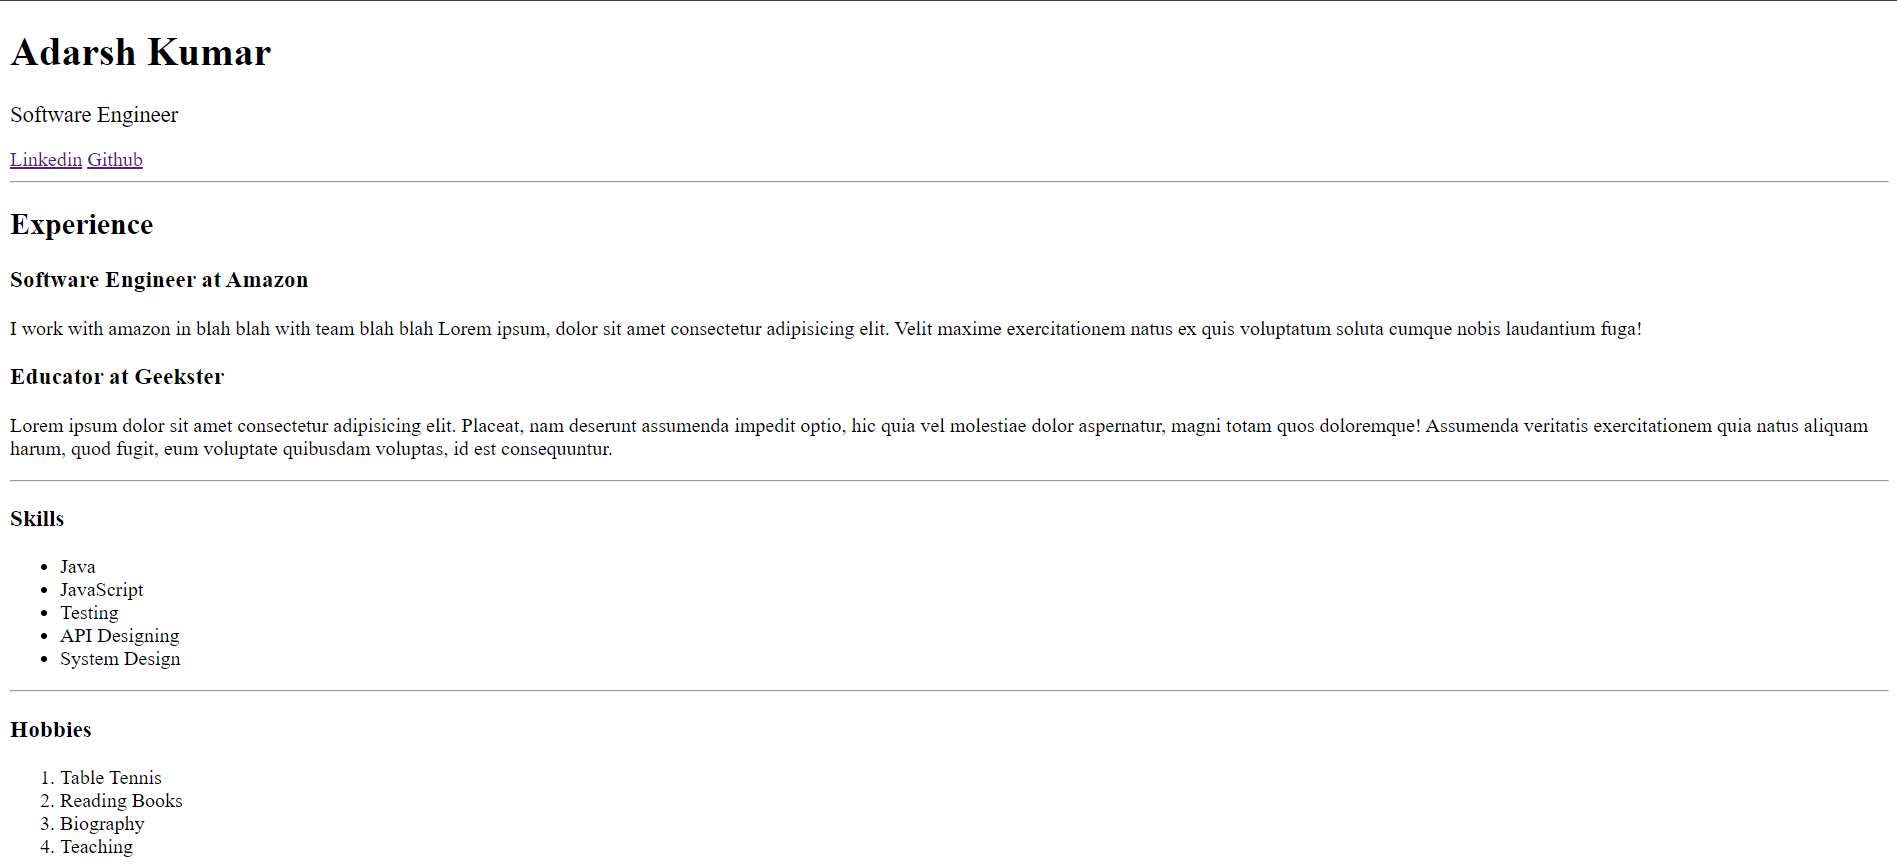 Adarsh Kumar
Software Engineer
Linkedin Github
Experience
Software Engineer at Amazon
I work with amazon in blah blah with team blah blah Lorem ipsum, dolor sit amet consectetur adipisicing elit. Velit maxime exercitationem natus ex quis voluptatum soluta cumque nobis laudantium fuga!
Educator at Geekster
Lorem ipsum dolor sit amet consectetur adipisicing elit. Placeat, nam deserunt assumenda impedit optio, hic quia vel molestiae dolor aspernatur, magni totam quos doloremque! Assumenda veritatis exercitationem quia natus aliquam
harum, quod fugit, eum voluptate quibusdam voluptas, id est consequuntur.
Skills
• Java
• JavaScript
• Testing
• API Designing
• System Design
Hobbies
1. Table Tennis
2. Reading Books
3. Biography
4. Teaching